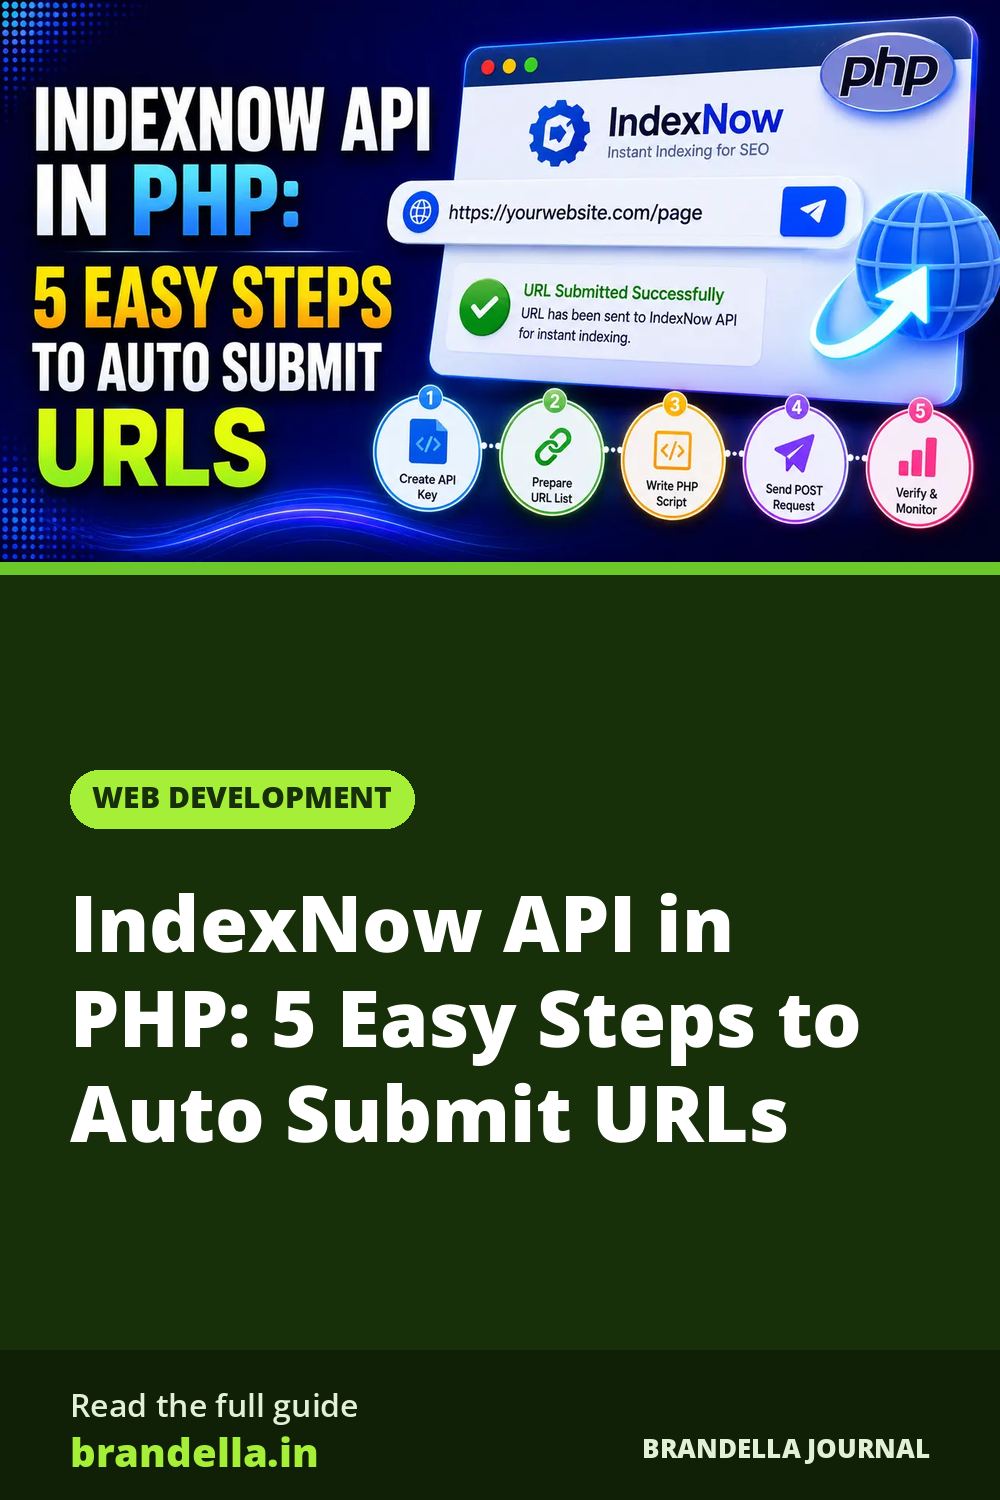 INDEXNOW API
IN PHP:
5 EASY STEPS
TO AUTO SUBMIT
URLS
php
IndexNow
Instant Indexing for SEO
https://yourwebsite.com/page
URL Submitted Successfully
URL has been sent to IndexNow API
for instant indexing.
1
Create API
Key
2
Prepare
URL List
3
Write PHP
Script
4
Send POST
Request
5
Verify &
Monitor
WEB DEVELOPMENT
IndexNow API in
PHP: 5 Easy Steps to
Auto Submit URLs
Read the full guide
brandella.in
BRANDELLA JOURNAL